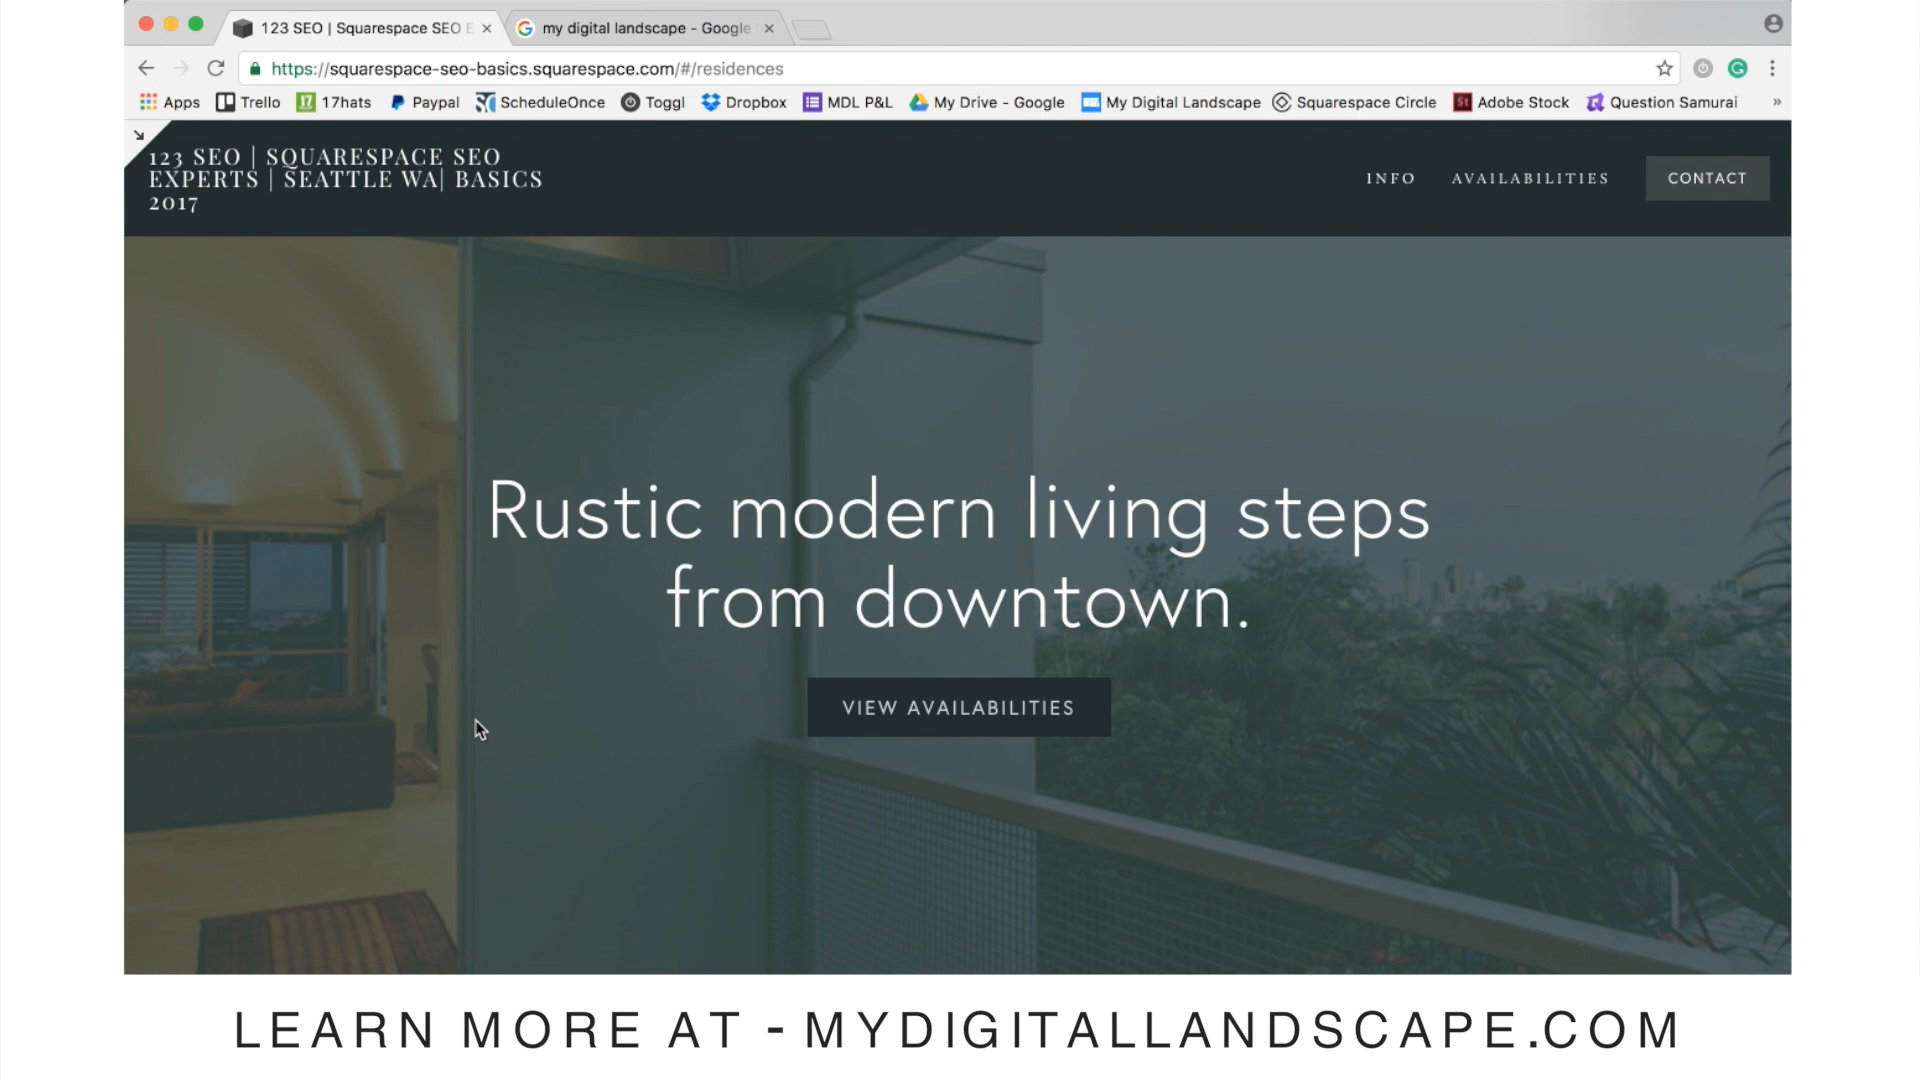 123 SEO | Squarespace SEO E
my digital landscape - Google
https://squarespace-seo-basics.squarespace.com/#/residences
Apps Trello 17hats Paypal ScheduleOnce Toggl Dropbox MDL P&L My Drive - Google My Digital Landscape Squarespace Circle Adobe Stock Question Samurai »
123 SEO | SQUARESPACE SEO
EXPERTS | SEATTLE WA| BASICS
2017
INFO AVAILABILITIES CONTACT
Rustic modern living steps
from downtown.
VIEW AVAILABILITIES
LEARN MORE AT - MYDIGITALLANDSCAPE.COM